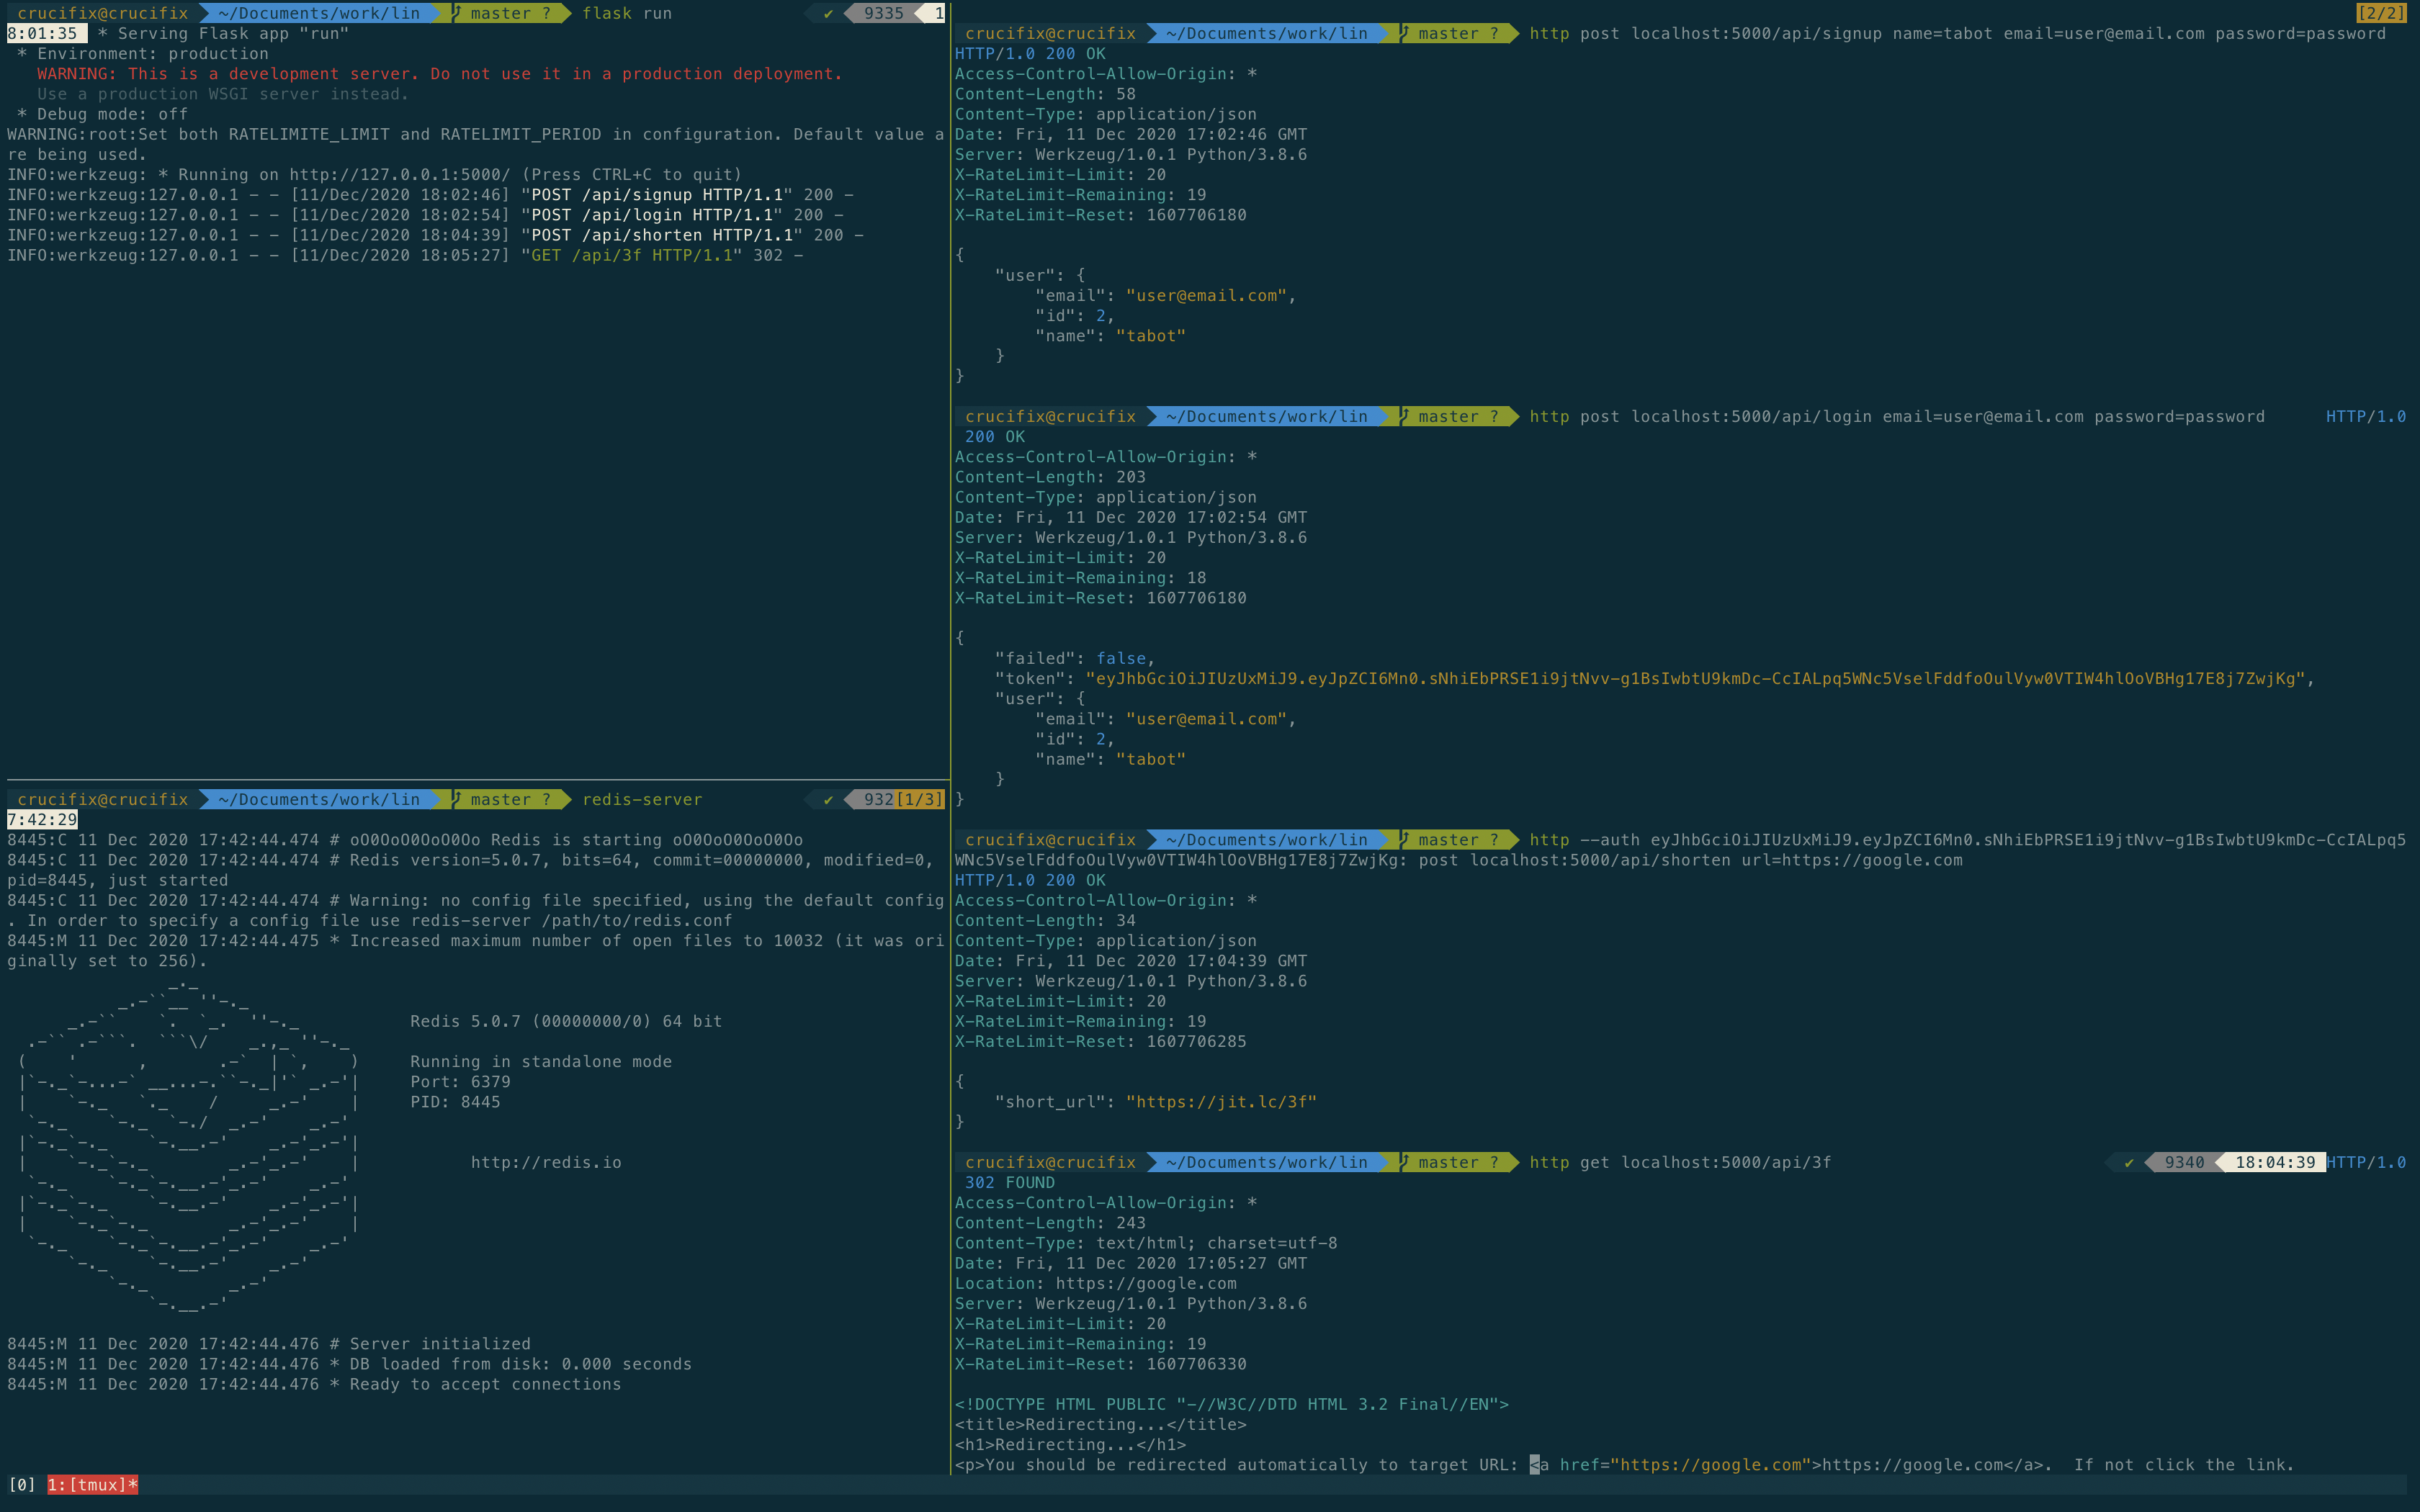 crucifix@crucifix ~/Documents/work/lin master ? flask run ✔ 9335 1
8:01:35 * Serving Flask app "run"
* Environment: production
WARNING: This is a development server. Do not use it in a production deployment.
Use a production WSGI server instead.
* Debug mode: off
WARNING:root:Set both RATELIMITE_LIMIT and RATELIMIT_PERIOD in configuration. Default value a
re being used.
INFO:werkzeug: * Running on http://127.0.0.1:5000/ (Press CTRL+C to quit)
INFO:werkzeug:127.0.0.1 - - [11/Dec/2020 18:02:46] "POST /api/signup HTTP/1.1" 200 -
INFO:werkzeug:127.0.0.1 - - [11/Dec/2020 18:02:54] "POST /api/login HTTP/1.1" 200 -
INFO:werkzeug:127.0.0.1 - - [11/Dec/2020 18:04:39] "POST /api/shorten HTTP/1.1" 200 -
INFO:werkzeug:127.0.0.1 - - [11/Dec/2020 18:05:27] "GET /api/3f HTTP/1.1" 302 -
crucifix@crucifix ~/Documents/work/lin master ? redis-server ✔ 932[1/3]
7:42:29
8445:C 11 Dec 2020 17:42:44.474 # oO0OoO0OoO0Oo Redis is starting oO0OoO0OoO0Oo
8445:C 11 Dec 2020 17:42:44.474 # Redis version=5.0.7, bits=64, commit=00000000, modified=0,
pid=8445, just started
8445:C 11 Dec 2020 17:42:44.474 # Warning: no config file specified, using the default config
. In order to specify a config file use redis-server /path/to/redis.conf
8445:M 11 Dec 2020 17:42:44.475 * Increased maximum number of open files to 10032 (it was ori
ginally set to 256).
Redis 5.0.7 (00000000/0) 64 bit
Running in standalone mode
Port: 6379
PID: 8445
http://redis.io
8445:M 11 Dec 2020 17:42:44.476 # Server initialized
8445:M 11 Dec 2020 17:42:44.476 * DB loaded from disk: 0.000 seconds
8445:M 11 Dec 2020 17:42:44.476 * Ready to accept connections
[2/2]
crucifix@crucifix ~/Documents/work/lin master ? http post localhost:5000/api/signup name=tabot email=user@email.com password=password
HTTP/1.0 200 OK
Access-Control-Allow-Origin: *
Content-Length: 58
Content-Type: application/json
Date: Fri, 11 Dec 2020 17:02:46 GMT
Server: Werkzeug/1.0.1 Python/3.8.6
X-RateLimit-Limit: 20
X-RateLimit-Remaining: 19
X-RateLimit-Reset: 1607706180
{
"user": {
"email": "user@email.com",
"id": 2,
"name": "tabot"
}
}
crucifix@crucifix ~/Documents/work/lin master ? http post localhost:5000/api/login email=user@email.com password=password HTTP/1.0
200 OK
Access-Control-Allow-Origin: *
Content-Length: 203
Content-Type: application/json
Date: Fri, 11 Dec 2020 17:02:54 GMT
Server: Werkzeug/1.0.1 Python/3.8.6
X-RateLimit-Limit: 20
X-RateLimit-Remaining: 18
X-RateLimit-Reset: 1607706180
{
"failed": false,
"token": "eyJhbGciOiJIUzUxMiJ9.eyJpZCI6Mn0.sNhiEbPRSE1i9jtNvv-g1BsIwbtU9kmDc-CcIALpq5WNc5VselFddfoOulVyw0VTIW4hlOoVBHg17E8j7ZwjKg",
"user": {
"email": "user@email.com",
"id": 2,
"name": "tabot"
}
}
crucifix@crucifix ~/Documents/work/lin master ? http --auth eyJhbGciOiJIUzUxMiJ9.eyJpZCI6Mn0.sNhiEbPRSE1i9jtNvv-g1BsIwbtU9kmDc-CcIALpq5
WNc5VselFddfoOulVyw0VTIW4hlOoVBHg17E8j7ZwjKg: post localhost:5000/api/shorten url=https://google.com
HTTP/1.0 200 OK
Access-Control-Allow-Origin: *
Content-Length: 34
Content-Type: application/json
Date: Fri, 11 Dec 2020 17:04:39 GMT
Server: Werkzeug/1.0.1 Python/3.8.6
X-RateLimit-Limit: 20
X-RateLimit-Remaining: 19
X-RateLimit-Reset: 1607706285
{
"short_url": "https://jit.lc/3f"
}
crucifix@crucifix ~/Documents/work/lin master ? http get localhost:5000/api/3f ✔ 9340 18:04:39 HTTP/1.0
302 FOUND
Access-Control-Allow-Origin: *
Content-Length: 243
Content-Type: text/html; charset=utf-8
Date: Fri, 11 Dec 2020 17:05:27 GMT
Location: https://google.com
Server: Werkzeug/1.0.1 Python/3.8.6
X-RateLimit-Limit: 20
X-RateLimit-Remaining: 19
X-RateLimit-Reset: 1607706330
<!DOCTYPE HTML PUBLIC "-//W3C//DTD HTML 3.2 Final//EN">
<title>Redirecting...</title>
<h1>Redirecting...</h1>
<p>You should be redirected automatically to target URL: <a href="https://google.com">https://google.com</a>.  If not click the link.
[0] 1:[tmux]*